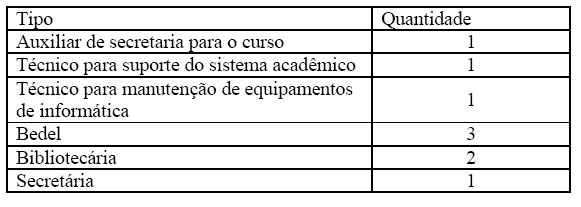 Tipo Quantidade
Auxiliar de secretaria para o curso 1
Técnico para suporte do sistema acadêmico 1
Técnico para manutenção de equipamentos
de informática 1
Bedel 3
Bibliotecária 2
Secretária 1